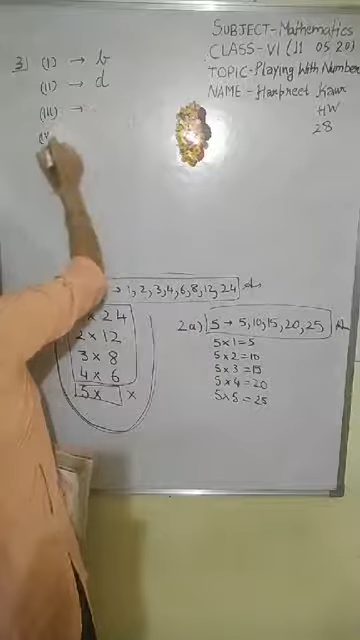 SUBJECT- Mathematics
CLASS-VI (11 05 20)
TOPIC- Playing With Number
NAME - Harpreet Kaur
HW
28
3) (I) → b
(II) → d
(III) →
→ 1, 2, 3, 4, 6, 8, 12, 24
x 24
2 x 12
3 x 8
4 x 6
5 x x
2a) 5 → 5, 10, 15, 20, 25
5 x 1 = 5
5 x 2 = 10
5 x 3 = 15
5 x 4 = 20
5 x 5 = 25